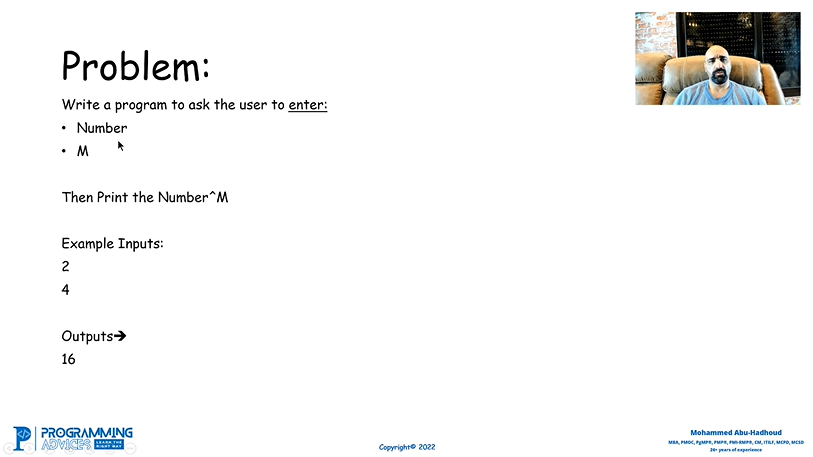 Problem:
Write a program to ask the user to enter:
• Number
• M
Then Print the Number^M
Example Inputs:
2
4
Outputs➔
16
PROGRAMMING
ADVICES LEARN THE RIGHT WAY
Copyright© 2022
Mohammed Abu-Hadhoud
MBA, PMOC, PgMP®, PMP®, PMI-RMP®, CM, ITILF, MCPD, MCSD
26+ years of experience